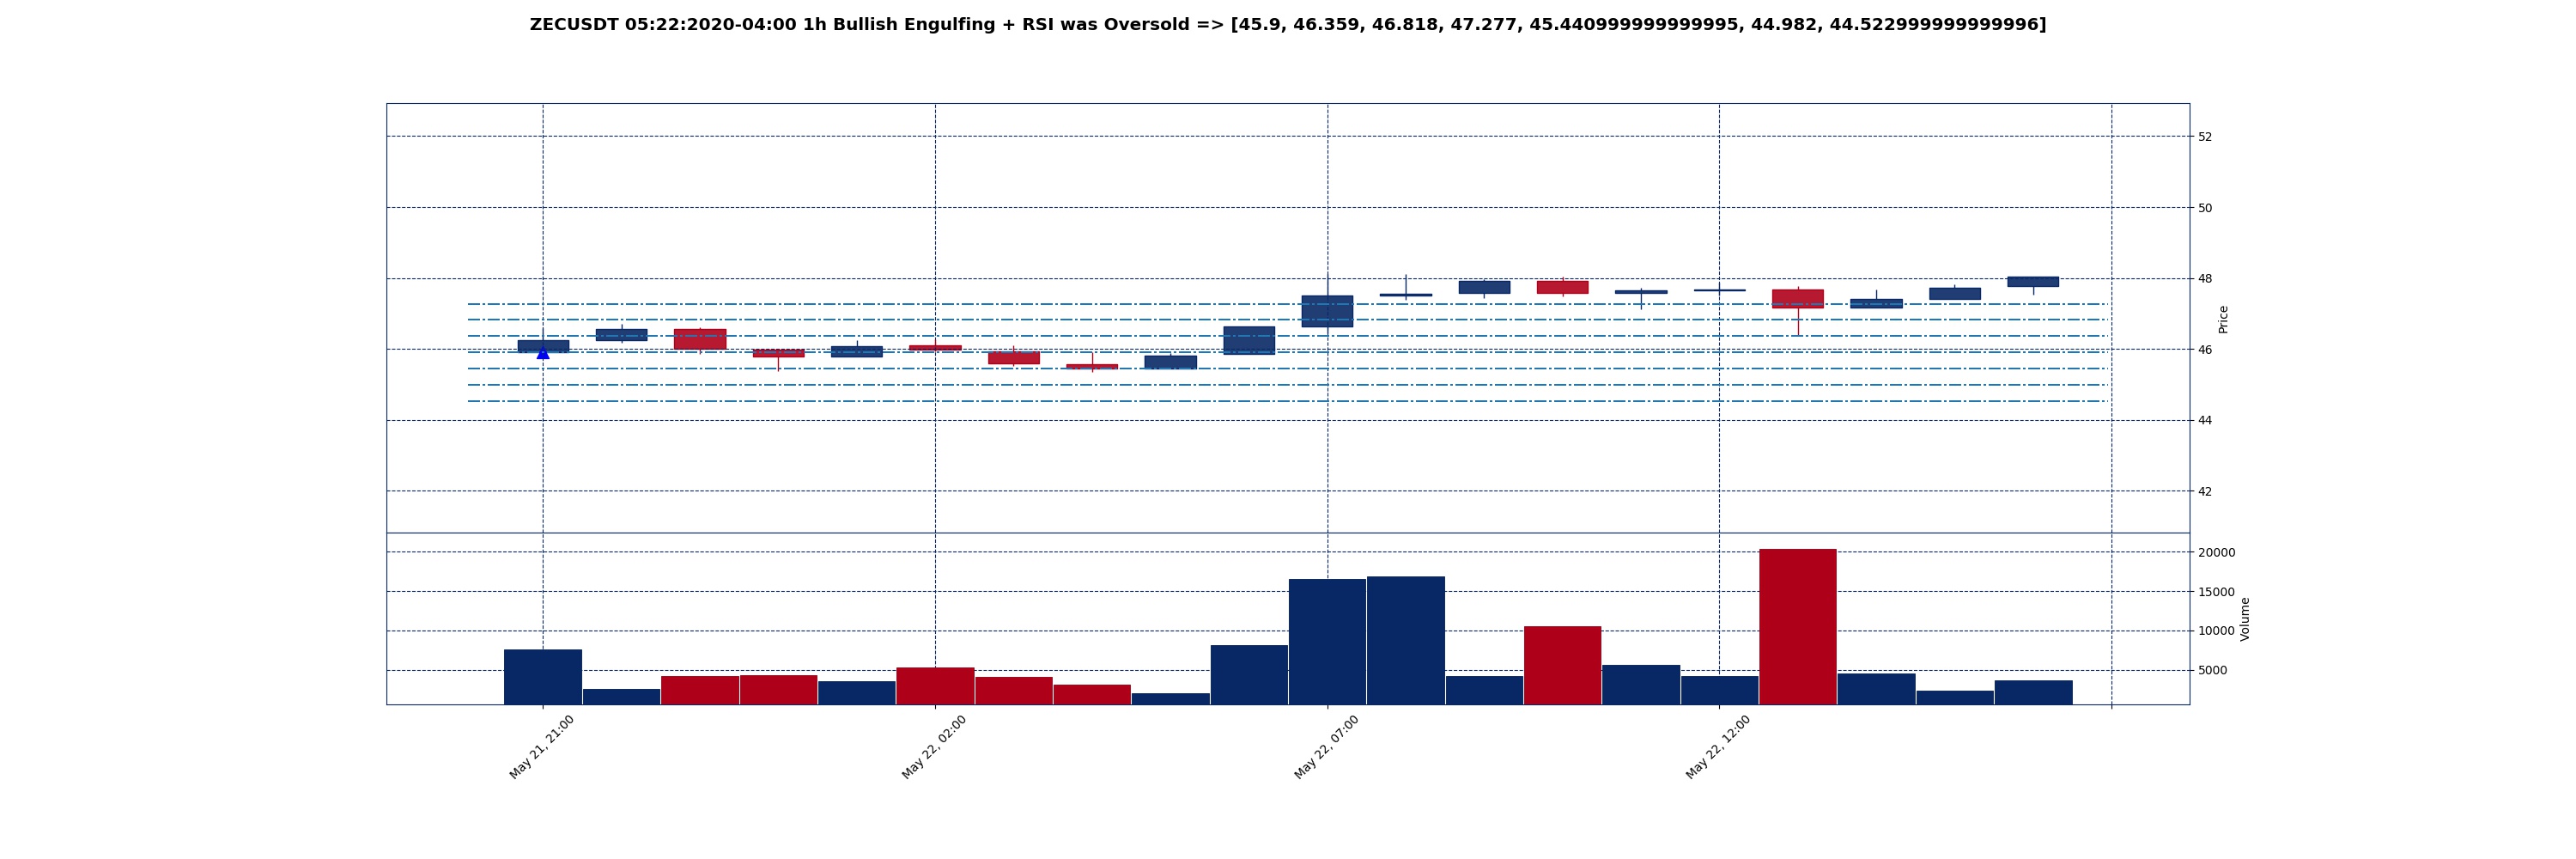 ZECUSDT 05:22:2020-04:00 1h Bullish Engulfing + RSI was Oversold => [45.9, 46.359, 46.818, 47.277, 45.440999999999995, 44.982, 44.522999999999996]
52
50
48
46
44
42
Price
20000
15000
10000
5000
Volume
May 21, 21:00
May 22, 02:00
May 22, 07:00
May 22, 12:00